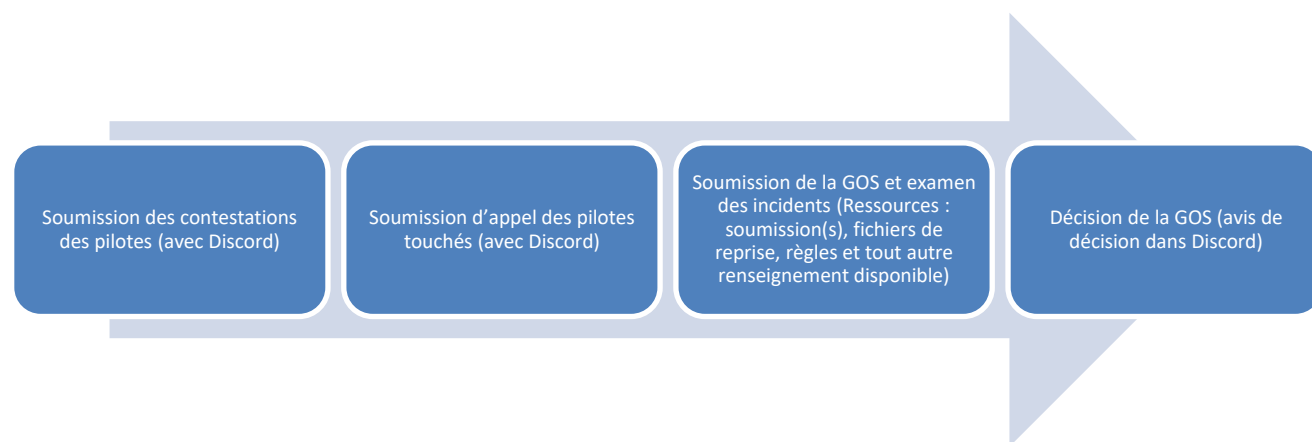 Soumission des contestations
des pilotes (avec Discord)
Soumission d'appel des pilotes
touchés (avec Discord)
Soumission de la GOS et examen
des incidents (Ressources :
soumission(s), fichiers de
reprise, règles et tout autre
renseignement disponible)
Décision de la GOS (avis de
décision dans Discord)